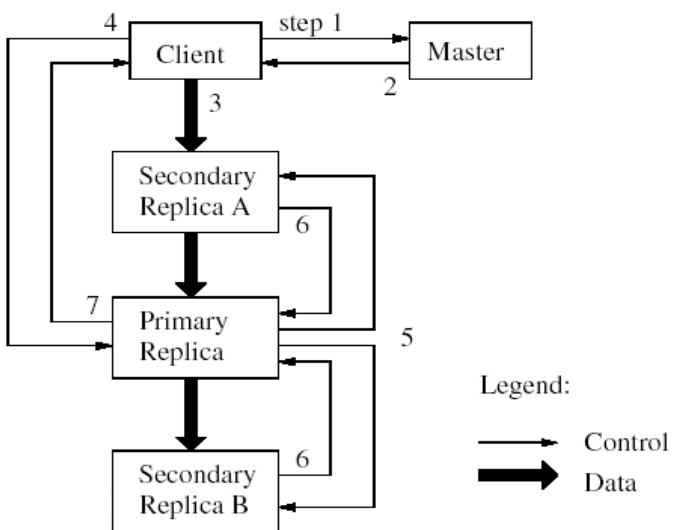 4
step 1
Client
Master
2
3
Secondary
Replica A
6
7
Primary
Replica
5
Legend:
Control
6
Secondary
Replica B
Data